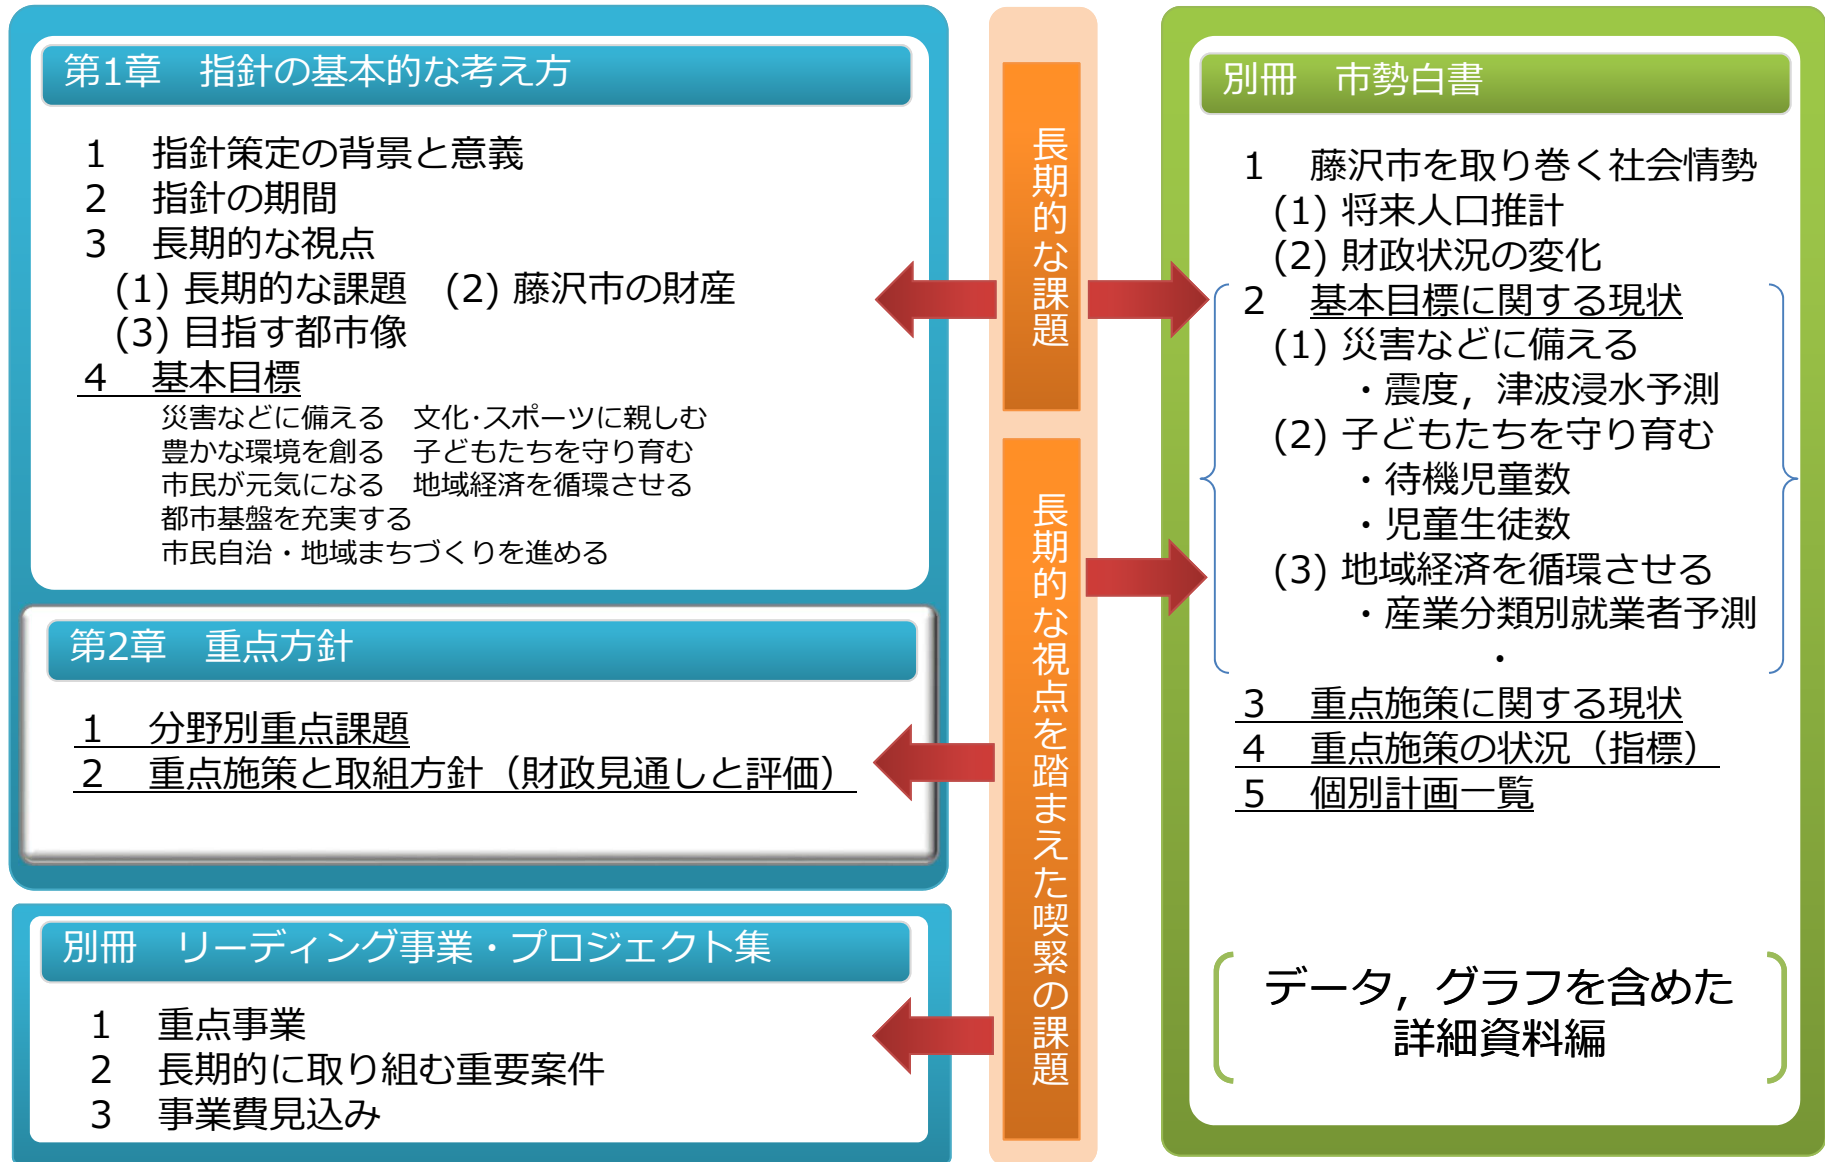 第1章　指針の基本的な考え方
1　指針策定の背景と意義
2　指針の期間
3　長期的な視点
(1) 長期的な課題　(2) 藤沢市の財産
(3) 目指す都市像
4　基本目標
災害などに備える　文化･スポーツに親しむ
豊かな環境を創る　子どもたちを守り育む
市民が元気になる　地域経済を循環させる
都市基盤を充実する
市民自治・地域まちづくりを進める
第2章　重点方針
1　分野別重点課題
2　重点施策と取組方針（財政見通しと評価）
別冊　リーディング事業・プロジェクト集
1　重点事業
2　長期的に取り組む重要案件
3　事業費見込み
長期的な課題
長期的な視点を踏まえた喫緊の課題
別冊　市勢白書
1　藤沢市を取り巻く社会情勢
(1) 将来人口推計
(2) 財政状況の変化
2　基本目標に関する現状
(1) 災害などに備える
・震度，津波浸水予測
(2) 子どもたちを守り育む
・待機児童数
・児童生徒数
(3) 地域経済を循環させる
・産業分類別就業者予測
・
3　重点施策に関する現状
4　重点施策の状況（指標）
5　個別計画一覧
データ，グラフを含めた
詳細資料編